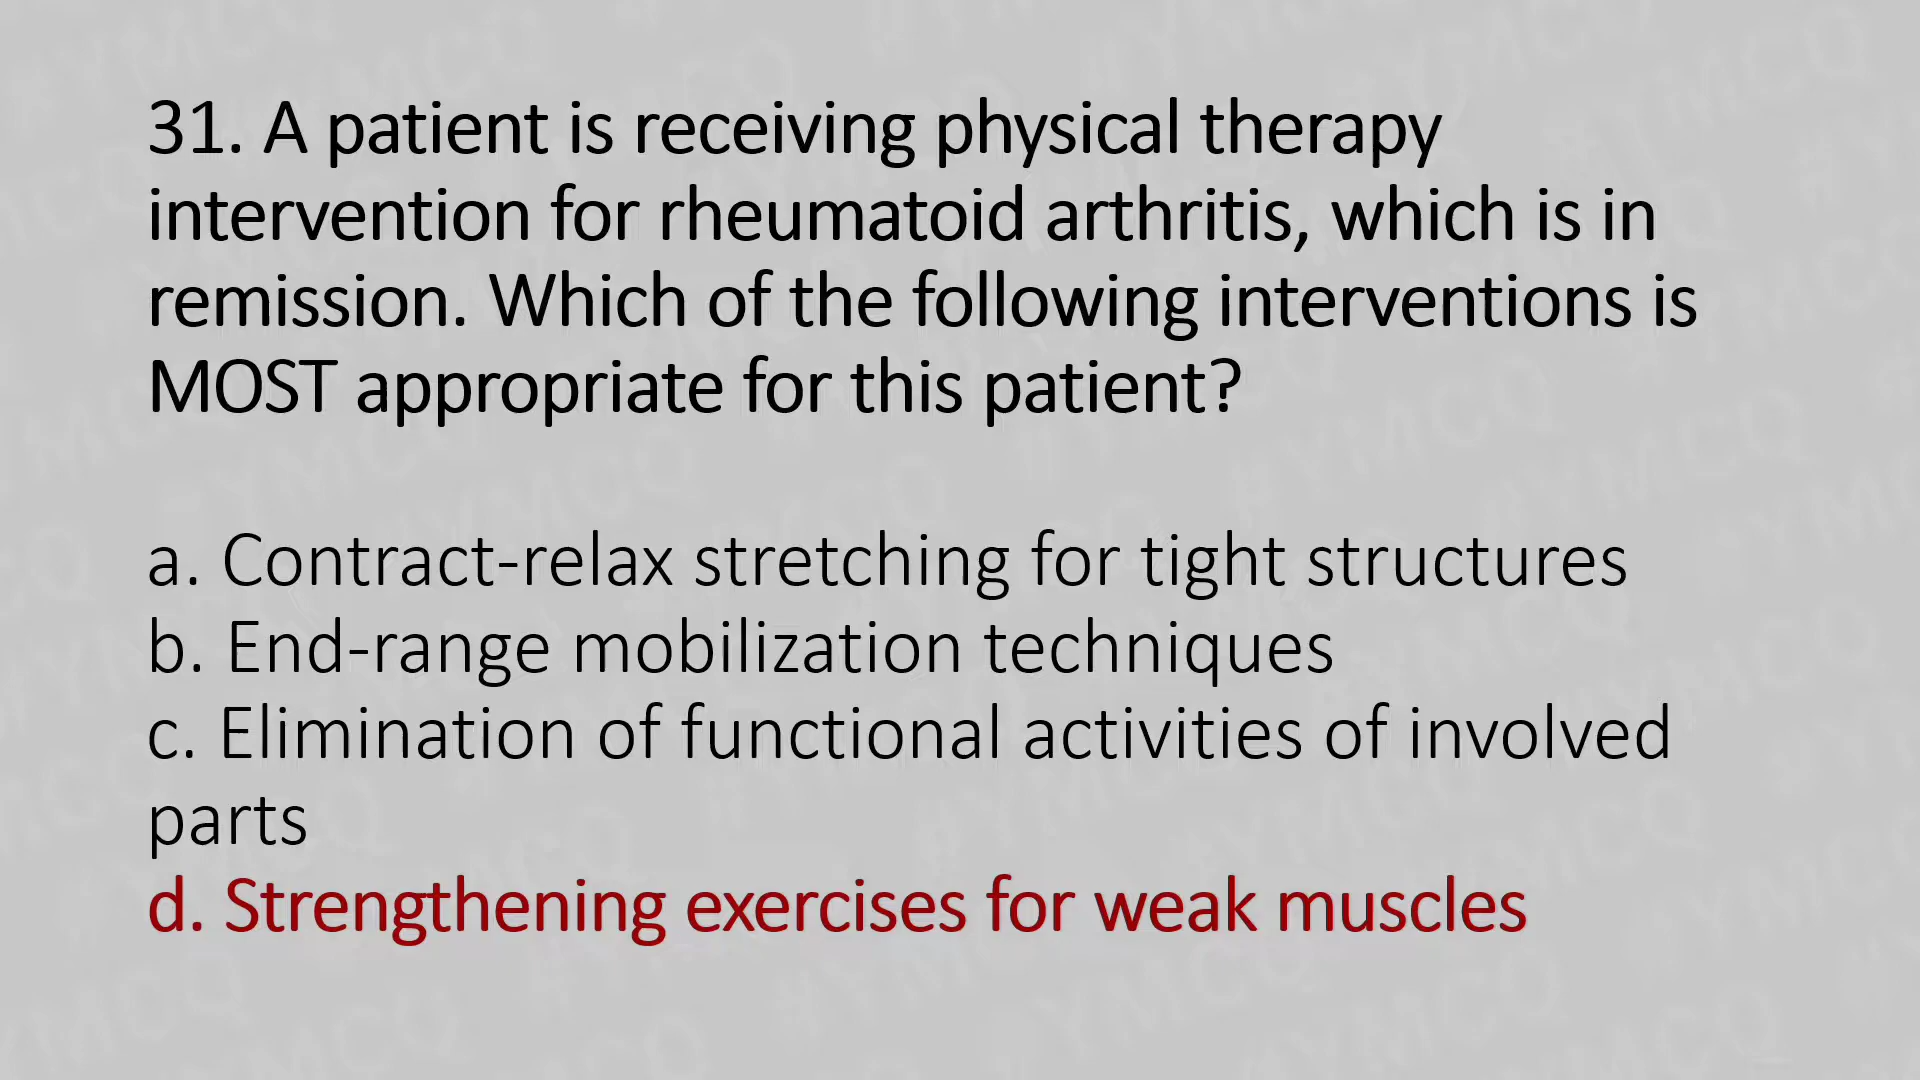 31. A patient is receiving physical therapy
intervention for rheumatoid arthritis, which is in
remission. Which of the following interventions is
MOST appropriate for this patient?
a. Contract-relax stretching for tight structures
b. End-range mobilization techniques
c. Elimination of functional activities of involved
parts
d. Strengthening exercises for weak muscles